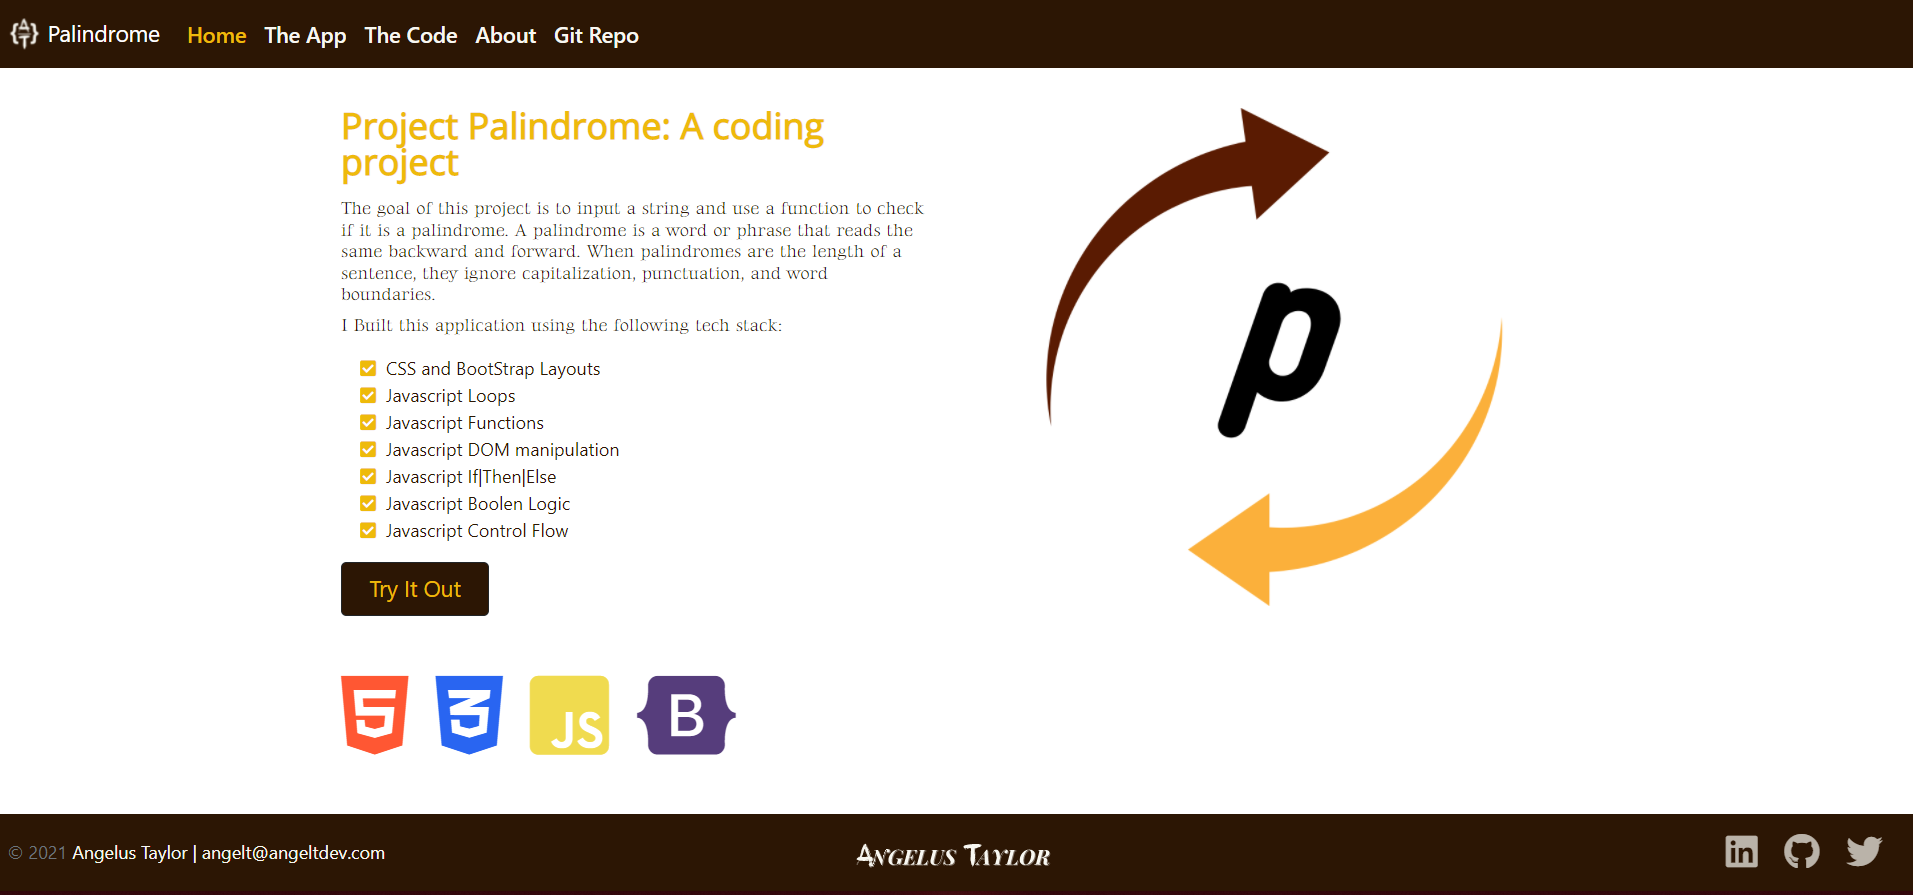 Palindrome Home The App The Code About Git Repo
Project Palindrome: A coding
project
The goal of this project is to input a string and use a function to check
if it is a palindrome. A palindrome is a word or phrase that reads the
same backward and forward. When palindromes are the length of a
sentence, they ignore capitalization, punctuation, and word
boundaries.
I Built this application using the following tech stack:
CSS and BootStrap Layouts
Javascript Loops
Javascript Functions
Javascript DOM manipulation
Javascript If|Then|Else
Javascript Boolen Logic
Javascript Control Flow
Try It Out
p
5 3 JS B
© 2021 Angelus Taylor | angelt@angeltdev.com
Angelus Taylor
in